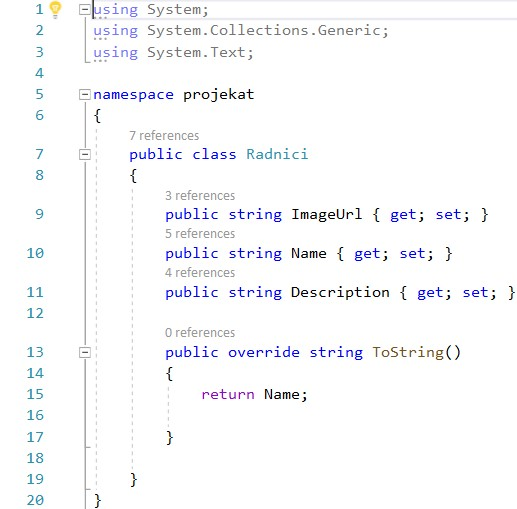 1 using System;
2 using System.Collections.Generic;
3 using System.Text;
4
5 namespace projekat
6 {
7 references
7 public class Radnici
8 {
3 references
9 public string ImageUrl { get; set; }
5 references
10 public string Name { get; set; }
4 references
11 public string Description { get; set; }
12
0 references
13 public override string ToString()
14 {
15 return Name;
16
17 }
18
19 }
20 }